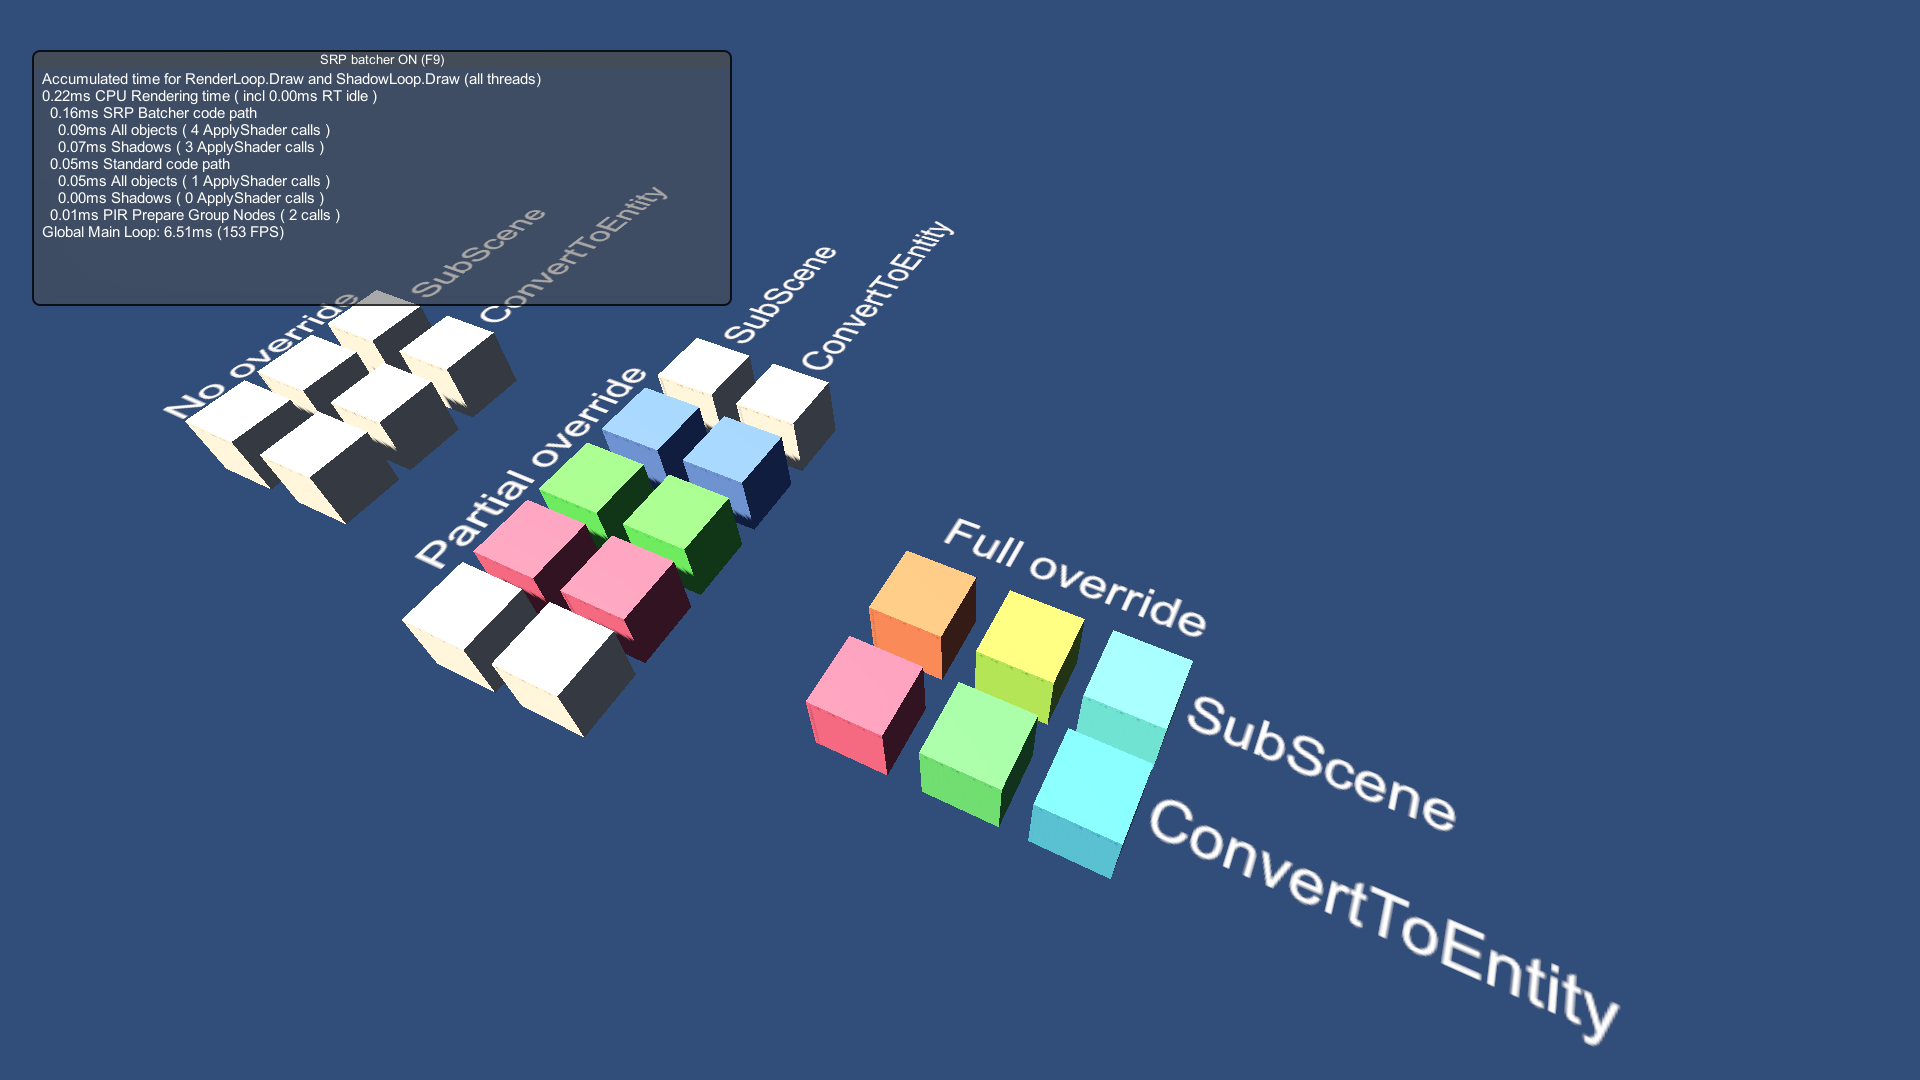 SRP batcher ON (F9)
Accumulated time for RenderLoop.Draw and ShadowLoop.Draw (all threads)
0.22ms CPU Rendering time ( incl 0.00ms RT idle )
0.16ms SRP Batcher code path
0.09ms All objects ( 4 ApplyShader calls )
0.07ms Shadows ( 3 ApplyShader calls )
0.05ms Standard code path
0.05ms All objects ( 1 ApplyShader calls )
0.00ms Shadows ( 0 ApplyShader calls )
0.01ms PIR Prepare Group Nodes ( 2 calls )
Global Main Loop: 6.51ms (153 FPS)
No override
SubScene
ConvertToEntity
Partial override
SubScene
ConvertToEntity
Full override
SubScene
ConvertToEntity